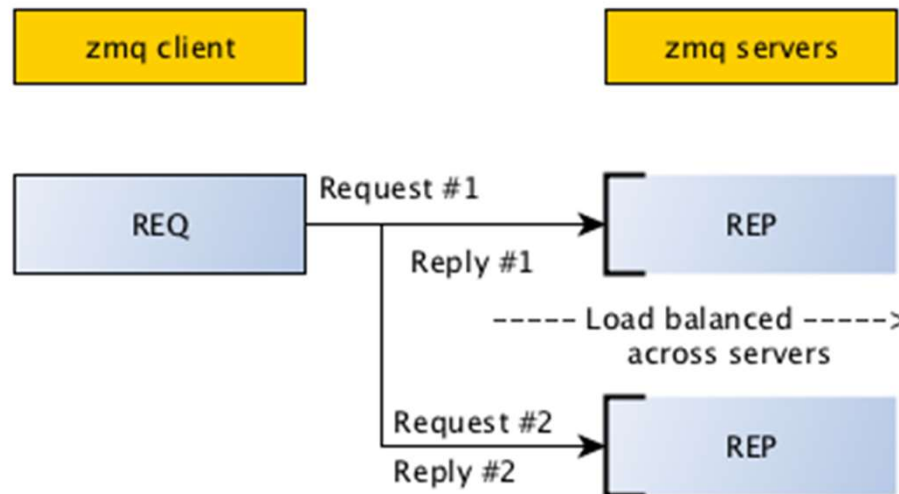 zmq client
zmq servers
Request #1
REQ
REP
Reply #1
----- Load balanced ----->
across servers
Request #2
REP
Reply #2